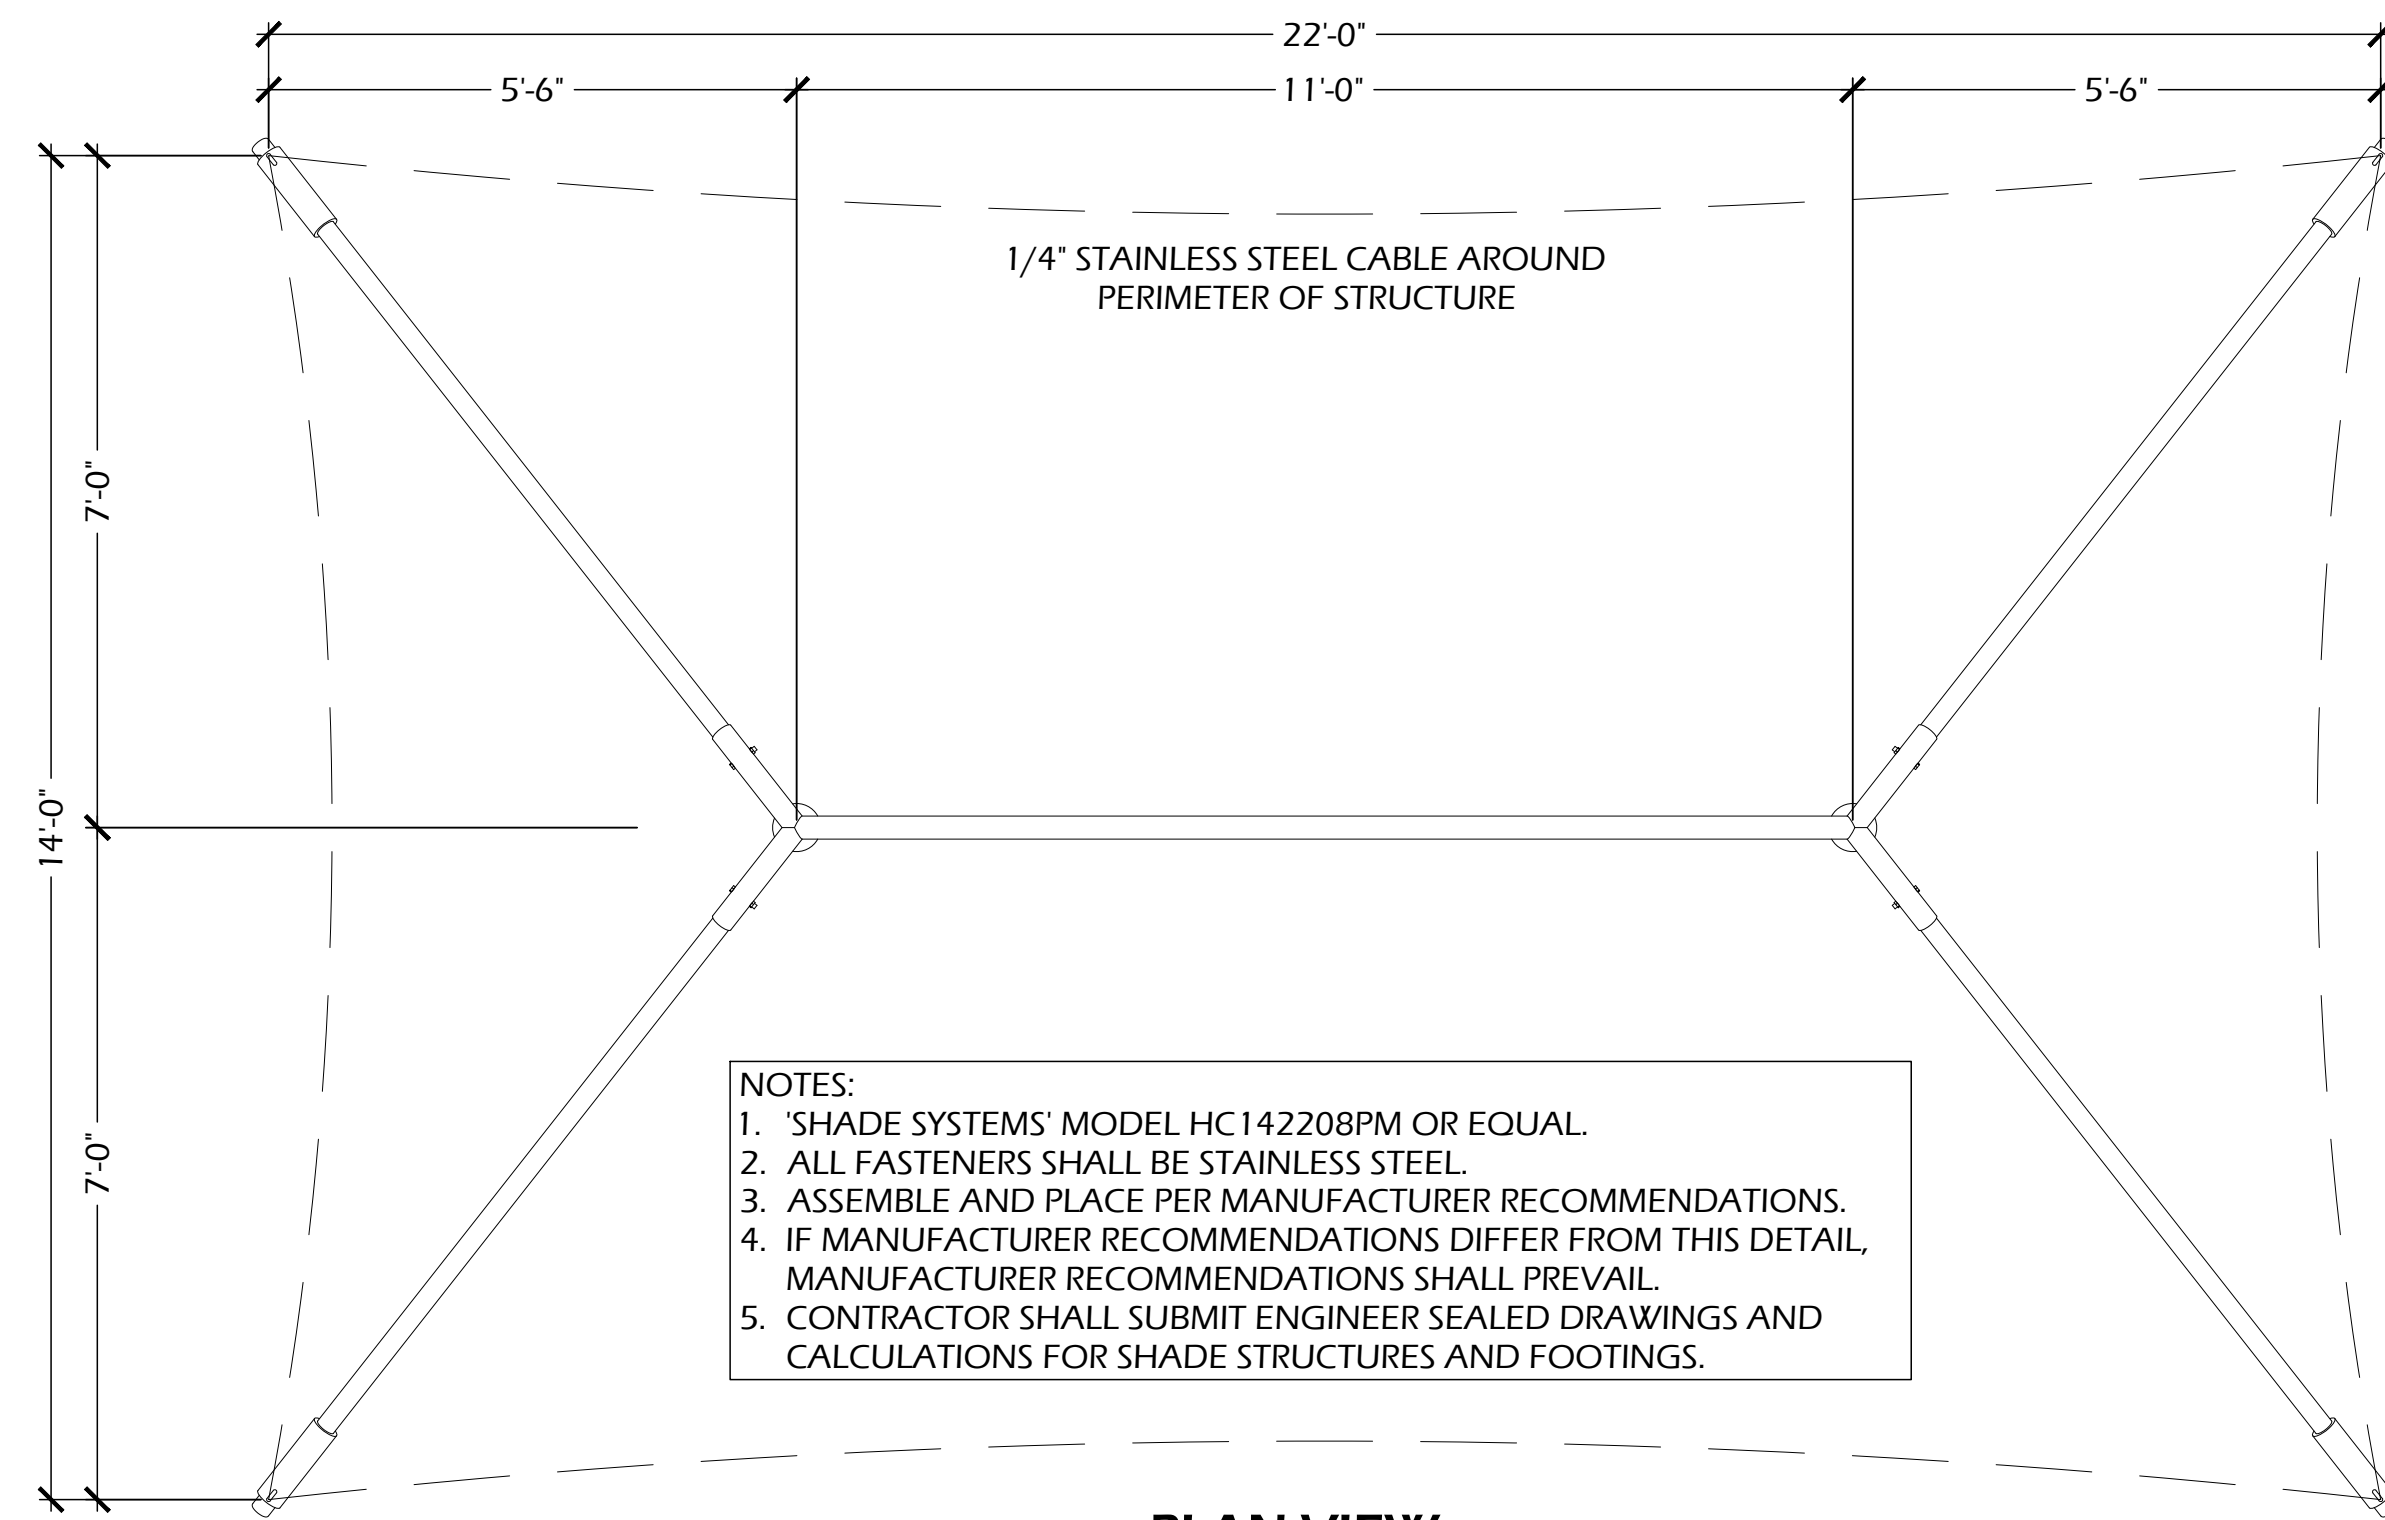 22'-0"
5'-6"
11'-0"
5'-6"
1/4" STAINLESS STEEL CABLE AROUND
PERIMETER OF STRUCTURE
7'-0"
14'-0"
7'-0"
NOTES:
1. 'SHADE SYSTEMS' MODEL HC142208PM OR EQUAL.
2. ALL FASTENERS SHALL BE STAINLESS STEEL.
3. ASSEMBLE AND PLACE PER MANUFACTURER RECOMMENDATIONS.
4. IF MANUFACTURER RECOMMENDATIONS DIFFER FROM THIS DETAIL,
MANUFACTURER RECOMMENDATIONS SHALL PREVAIL.
5. CONTRACTOR SHALL SUBMIT ENGINEER SEALED DRAWINGS AND
CALCULATIONS FOR SHADE STRUCTURES AND FOOTINGS.
PLAN VIEW